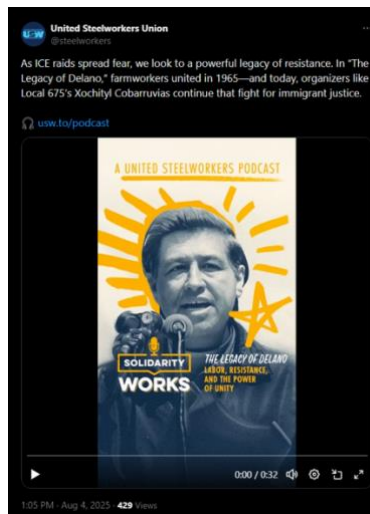 United Steelworkers Union
@steelworkers
As ICE raids spread fear, we look to a powerful legacy of resistance. In "The
Legacy of Delano," farmworkers united in 1965—and today, organizers like
Local 675's Xochityl Cobarruvias continue that fight for immigrant justice.
usw.to/podcast
A UNITED STEELWORKERS PODCAST
SOLIDARITY
WORKS
THE LEGACY OF DELANO
LABOR, RESISTANCE,
AND THE POWER
OF UNITY
0:00 / 0:32
1:05 PM · Aug 4, 2025 · 429 Views